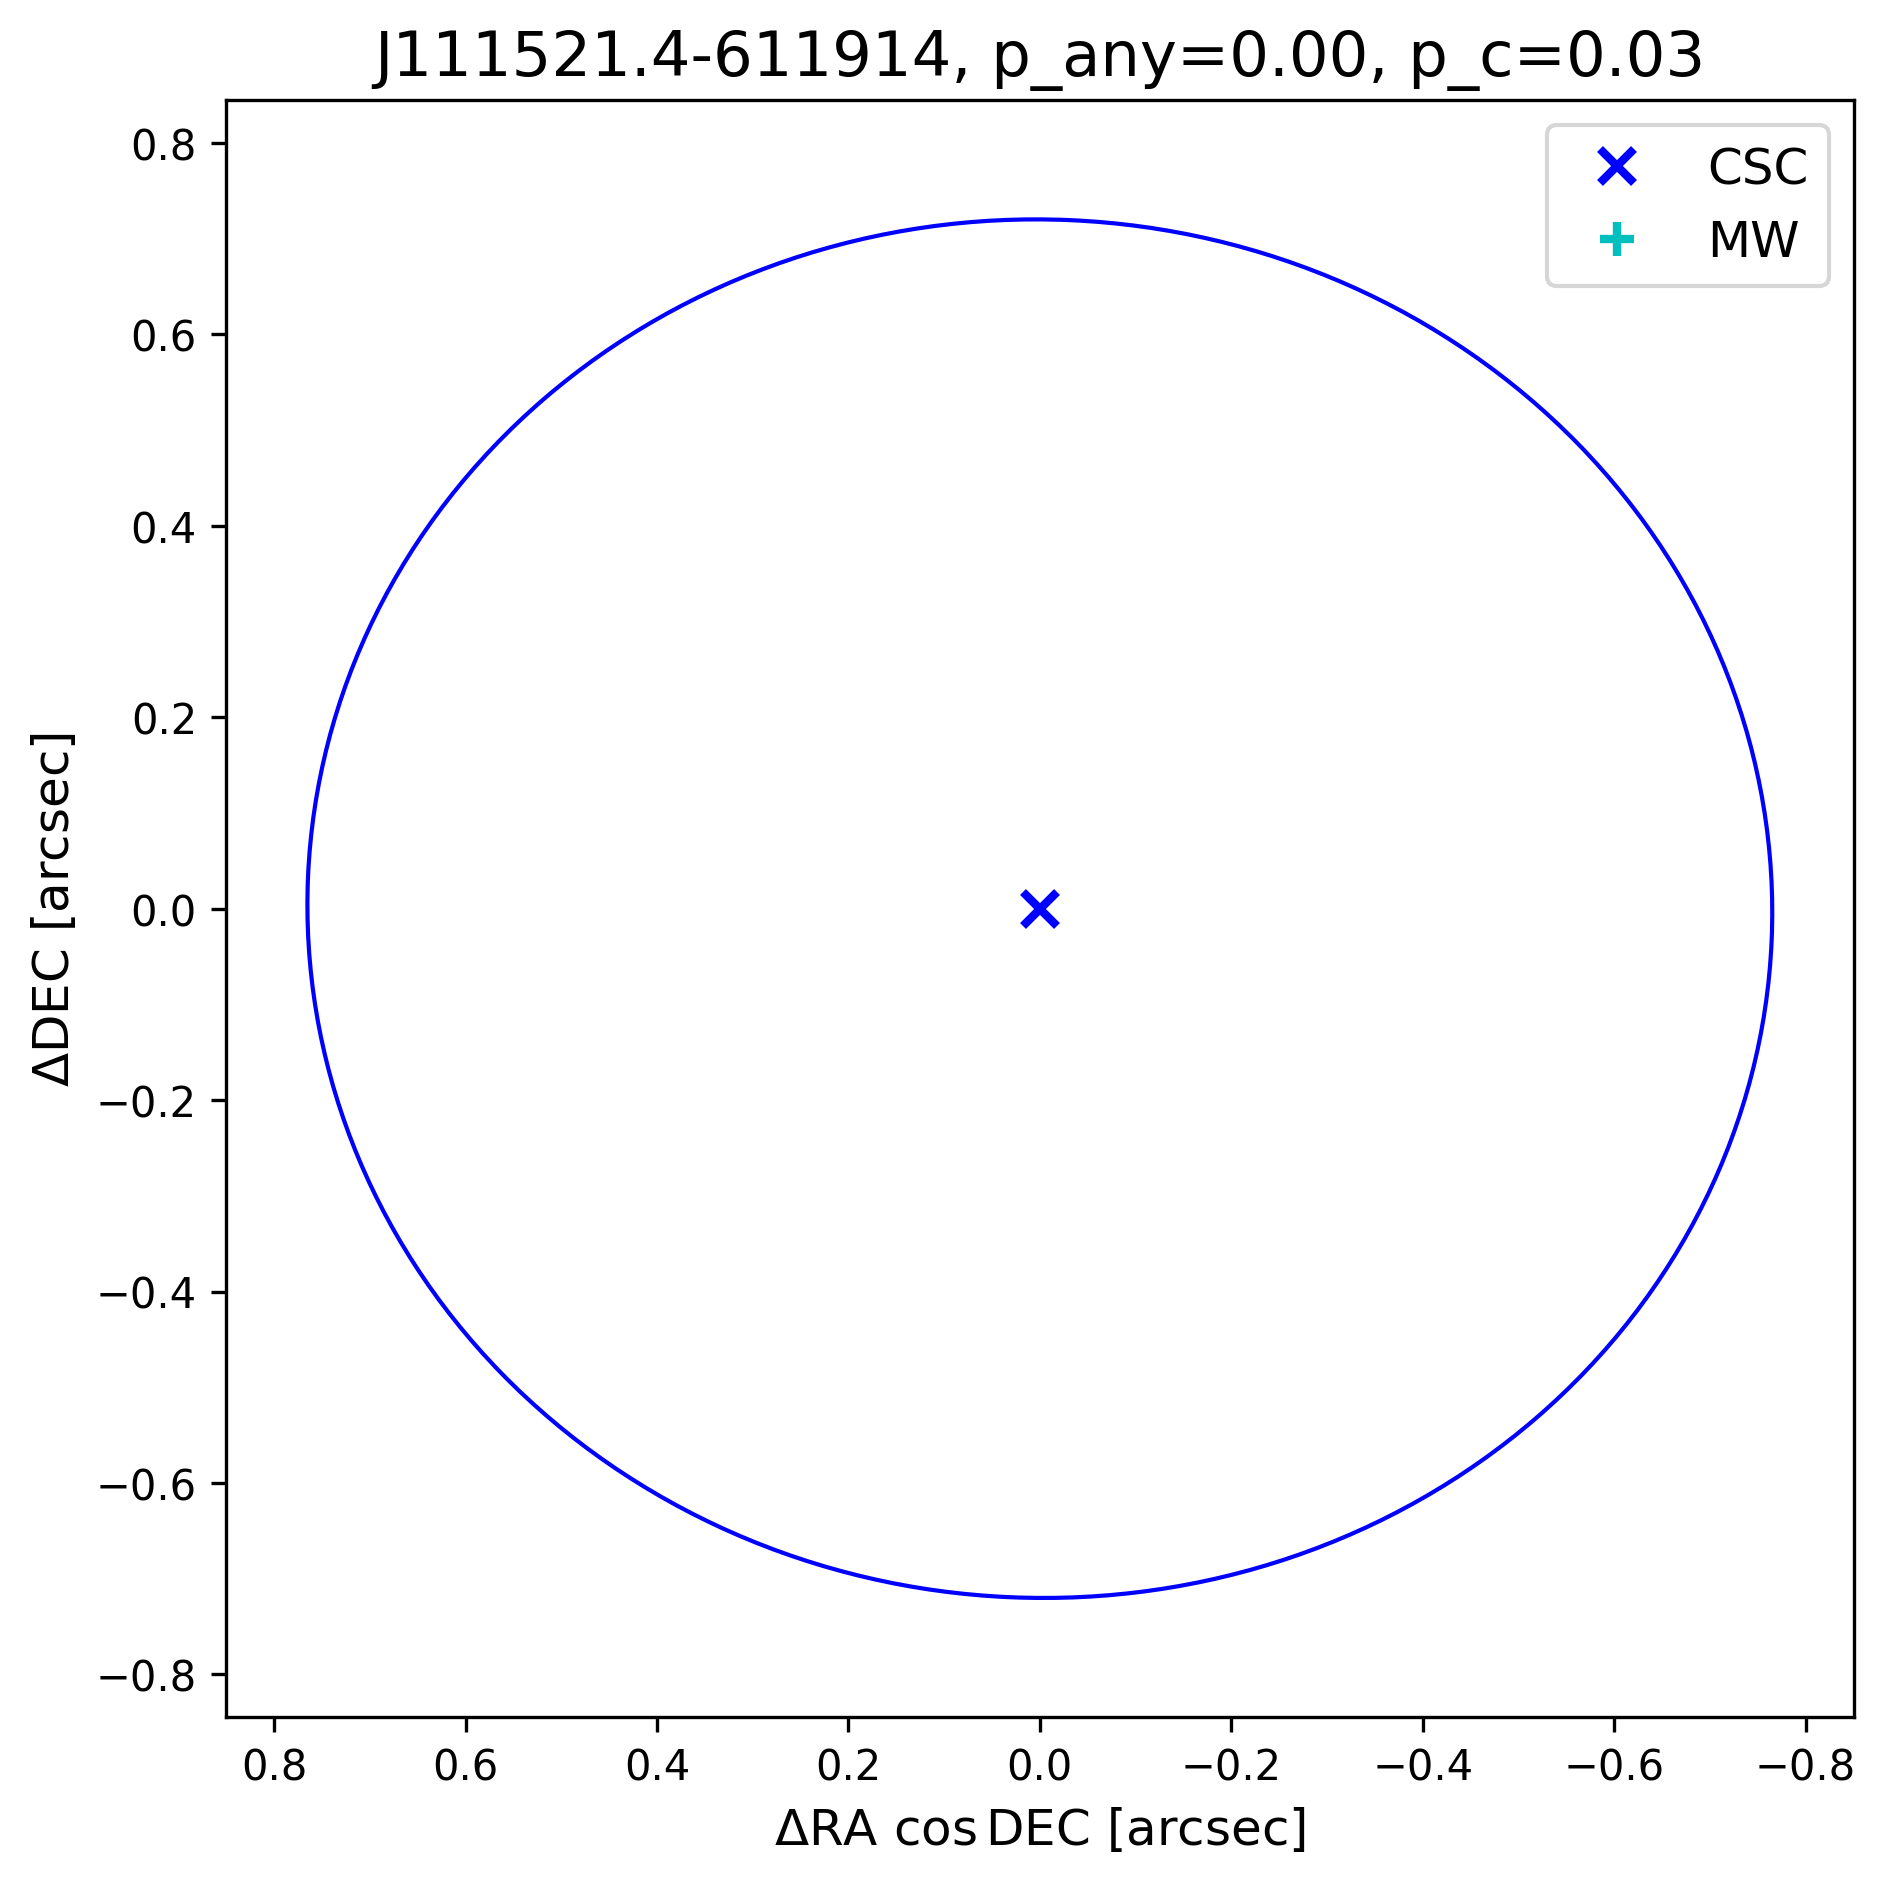 J111521.4-611914, p_any=0.00, p_c=0.03
CSC
MW
0.8
0.6
0.4
0.2
0.0
−0.2
−0.4
−0.6
−0.8
ΔDEC [arcsec]
0.8 0.6 0.4 0.2 0.0 −0.2 −0.4 −0.6 −0.8
ΔRA cos DEC [arcsec]